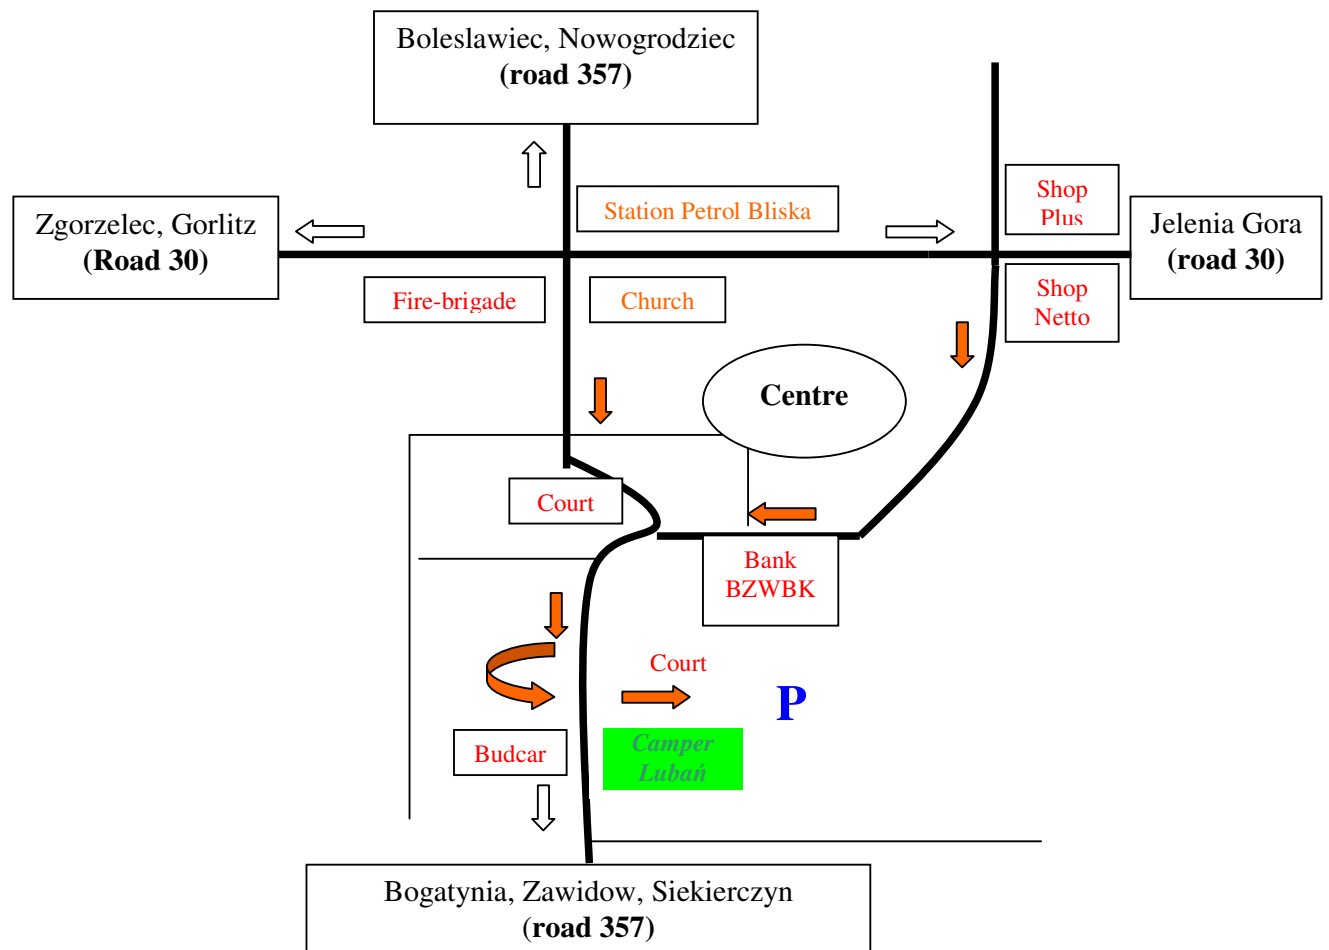 Boleslawiec, Nowogrodziec
(road 357)
Station Petrol Bliska
Shop
Plus
Zgorzelec, Gorlitz
(Road 30)
Jelenia Gora
(road 30)
Fire-brigade
Church
Shop
Netto
Centre
Court
Bank
BZWBK
Court
P
Budcar
Camper
Lubań
Bogatynia, Zawidow, Siekierczyn
(road 357)